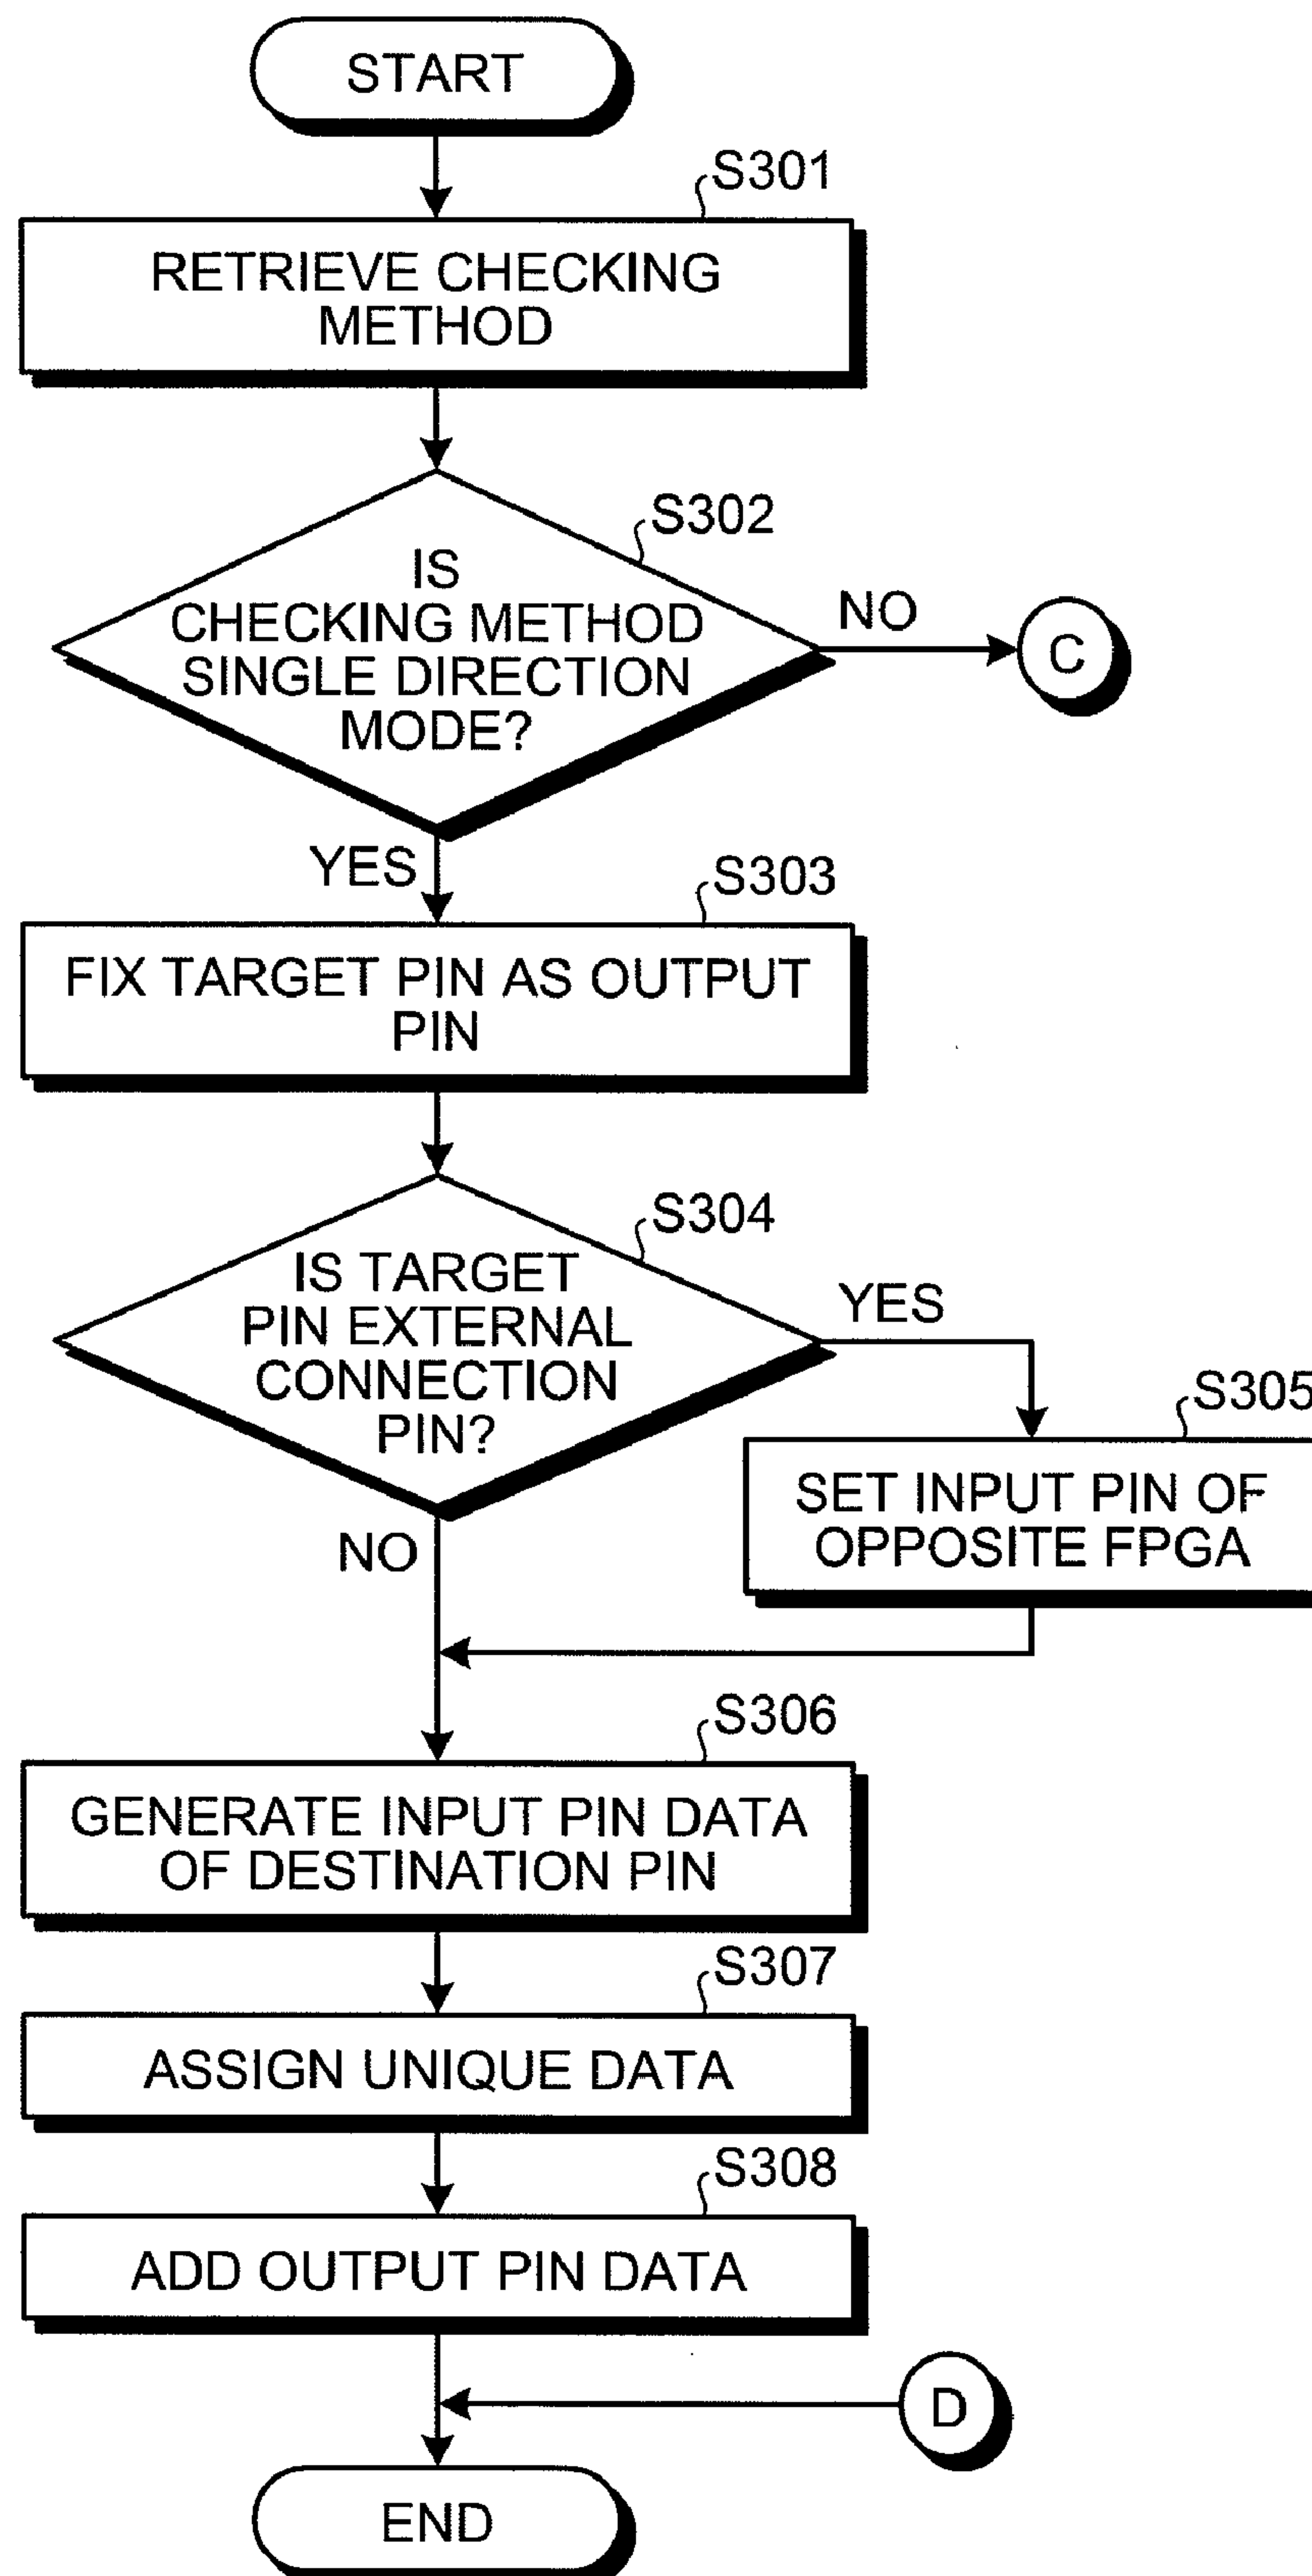 START
S301
RETRIEVE CHECKING
METHOD
S302
IS
CHECKING METHOD
SINGLE DIRECTION
MODE?
NO
C
YES
S303
FIX TARGET PIN AS OUTPUT
PIN
S304
IS TARGET
PIN EXTERNAL
CONNECTION
PIN?
YES
S305
SET INPUT PIN OF
OPPOSITE FPGA
NO
S306
GENERATE INPUT PIN DATA
OF DESTINATION PIN
S307
ASSIGN UNIQUE DATA
S308
ADD OUTPUT PIN DATA
D
END